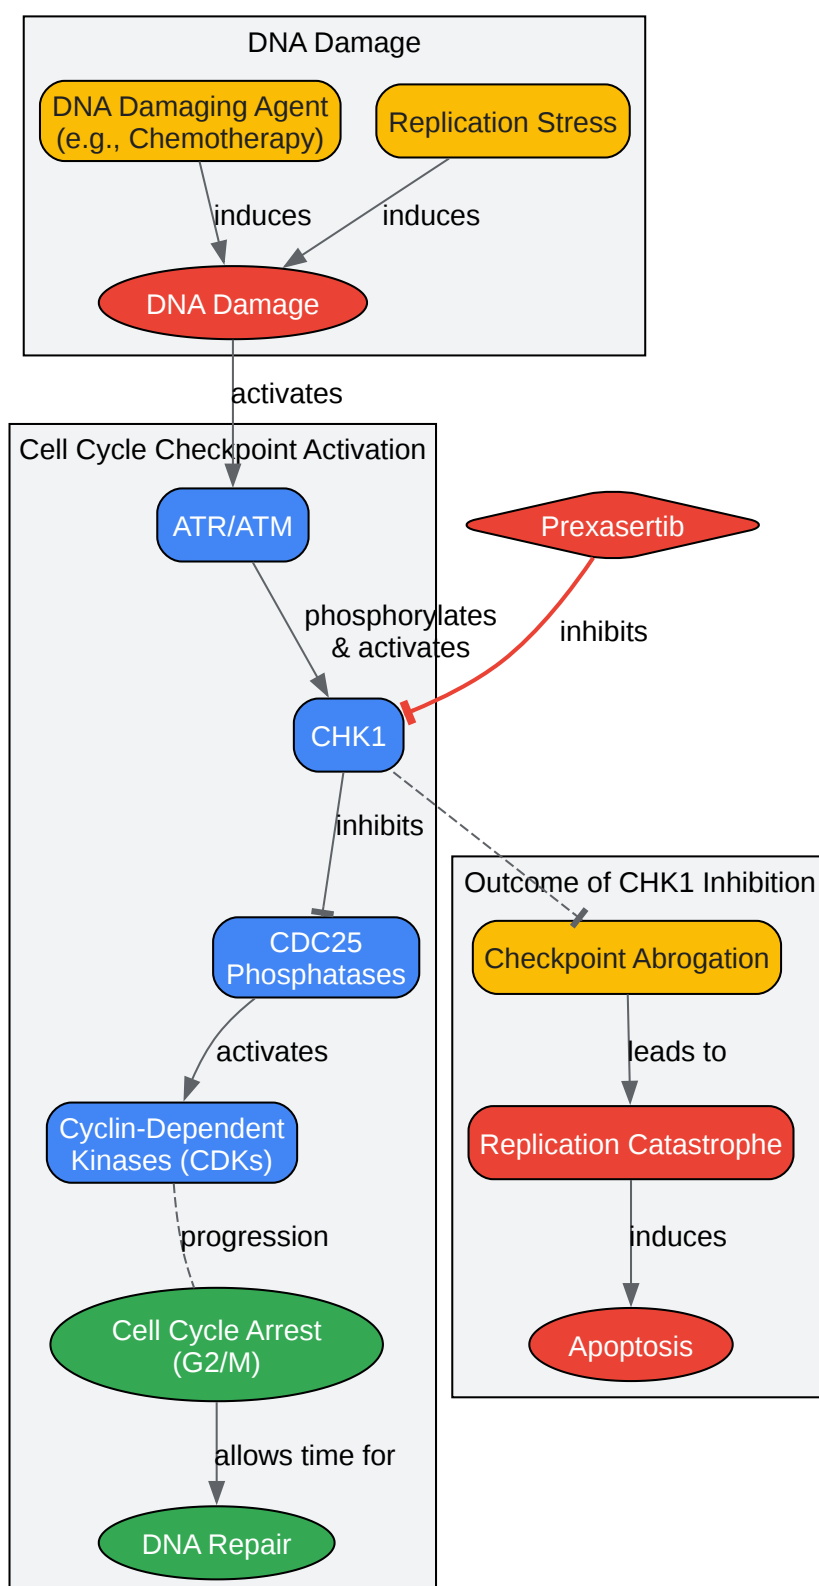 DNA Damage
DNA Damaging Agent
(e.g., Chemotherapy)
Replication Stress
induces
induces
DNA Damage
activates
Cell Cycle Checkpoint Activation
ATR/ATM
Prexasertib
phosphorylates
& activates
inhibits
CHK1
inhibits
Outcome of CHK1 Inhibition
CDC25
Phosphatases
Checkpoint Abrogation
activates
leads to
Cyclin-Dependent
Kinases (CDKs)
Replication Catastrophe
progression
induces
Cell Cycle Arrest
(G2/M)
Apoptosis
allows time for
DNA Repair